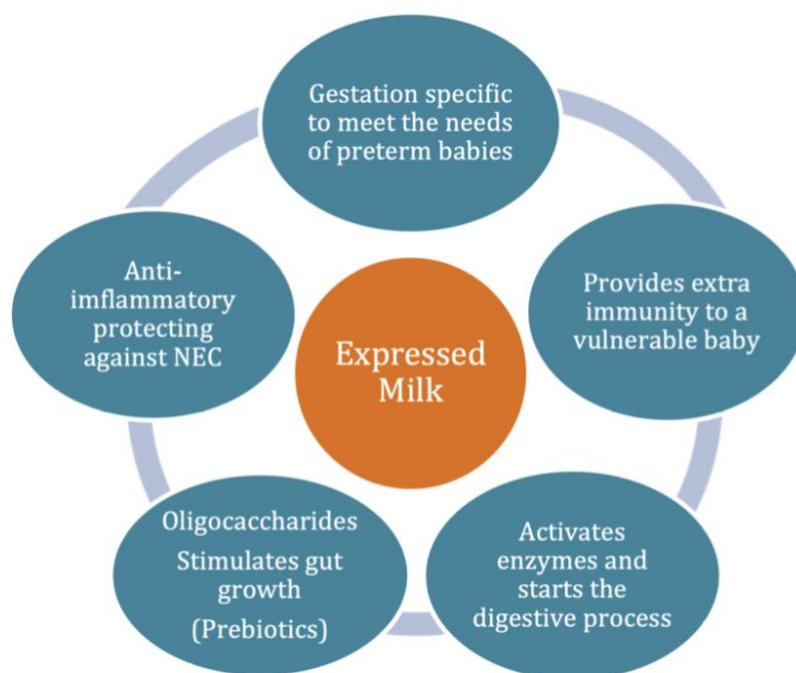 Gestation specific
to meet the needs
of preterm babies
Provides extra
immunity to a
vulnerable baby
Activates
enzymes and
starts the
digestive process
Oligocaccharides
Stimulates gut
growth
(Prebiotics)
Anti-
imflammatory
protecting
against NEC
Expressed
Milk